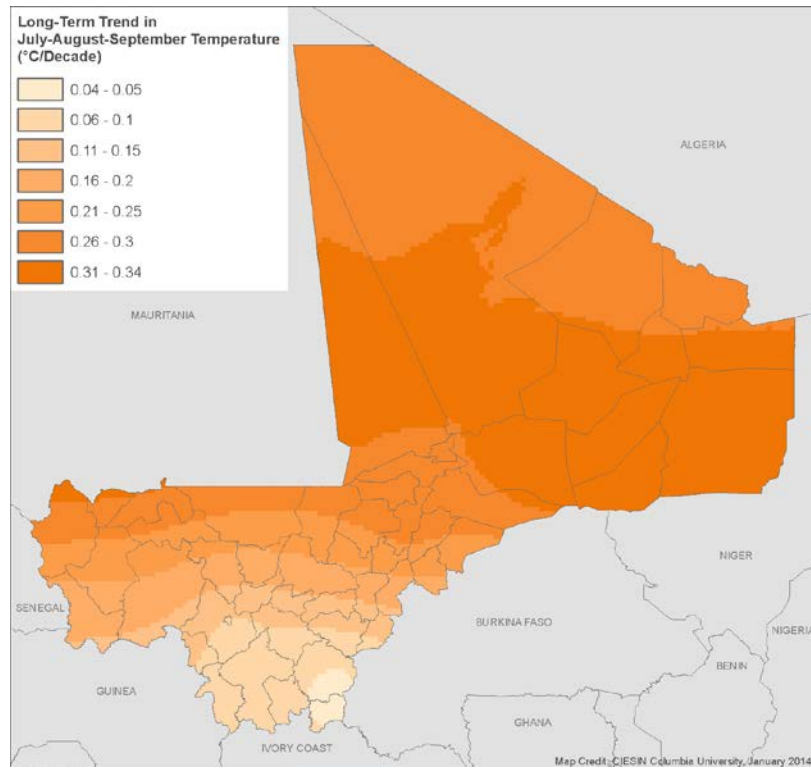 Long-Term Trend in
July-August-September Temperature
(°C/Decade)
0.04 - 0.05
0.06 - 0.1
0.11 - 0.15
0.16 - 0.2
0.21 - 0.25
0.26 - 0.3
0.31 - 0.34
ALGERIA
MAURITANIA
NIGER
SENEGAL
BURKINA FASO
NIGERIA
BENIN
GUINEA
GHANA
IVORY COAST
Map Credit: CIESIN Columbia University, January 2014